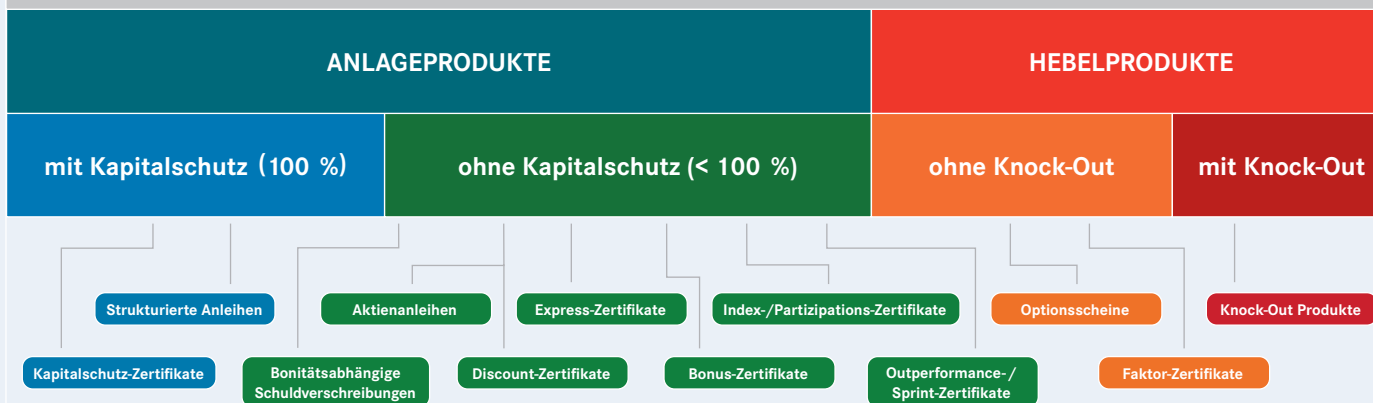 ANLAGEPRODUKTE
HEBELPRODUKTE
mit Kapitalschutz (100 %)
ohne Kapitalschutz (< 100 %)
ohne Knock-Out
mit Knock-Out
Strukturierte Anleihen
Aktienanleihen
Express-Zertifikate
Index-/Partizipations-Zertifikate
Optionsscheine
Knock-Out Produkte
Kapitalschutz-Zertifikate
Bonitätsabhängige
Schuldverschreibungen
Discount-Zertifikate
Bonus-Zertifikate
Outperformance-/
Sprint-Zertifikate
Faktor-Zertifikate